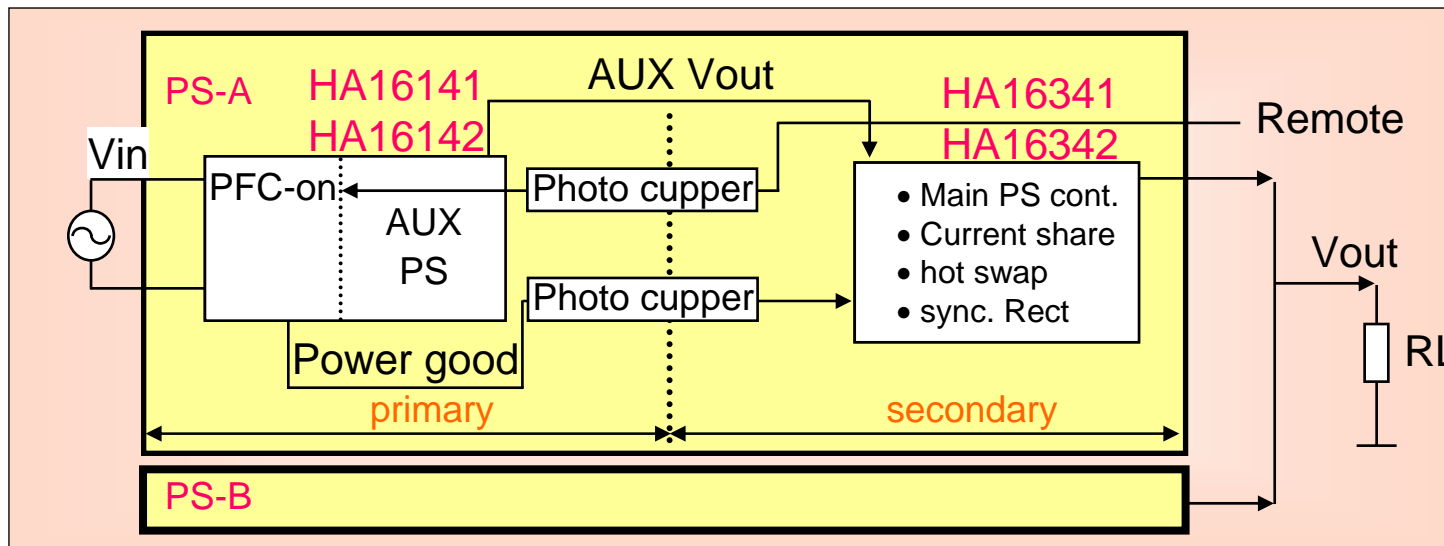 PS-A
HA16141
HA16142
AUX Vout
HA16341
HA16342
Remote
Vin
PFC-on
AUX
PS
Photo cupper
Photo cupper
• Main PS cont.
• Current share
• hot swap
• sync. Rect
Vout
RL
Power good
primary
secondary
PS-B